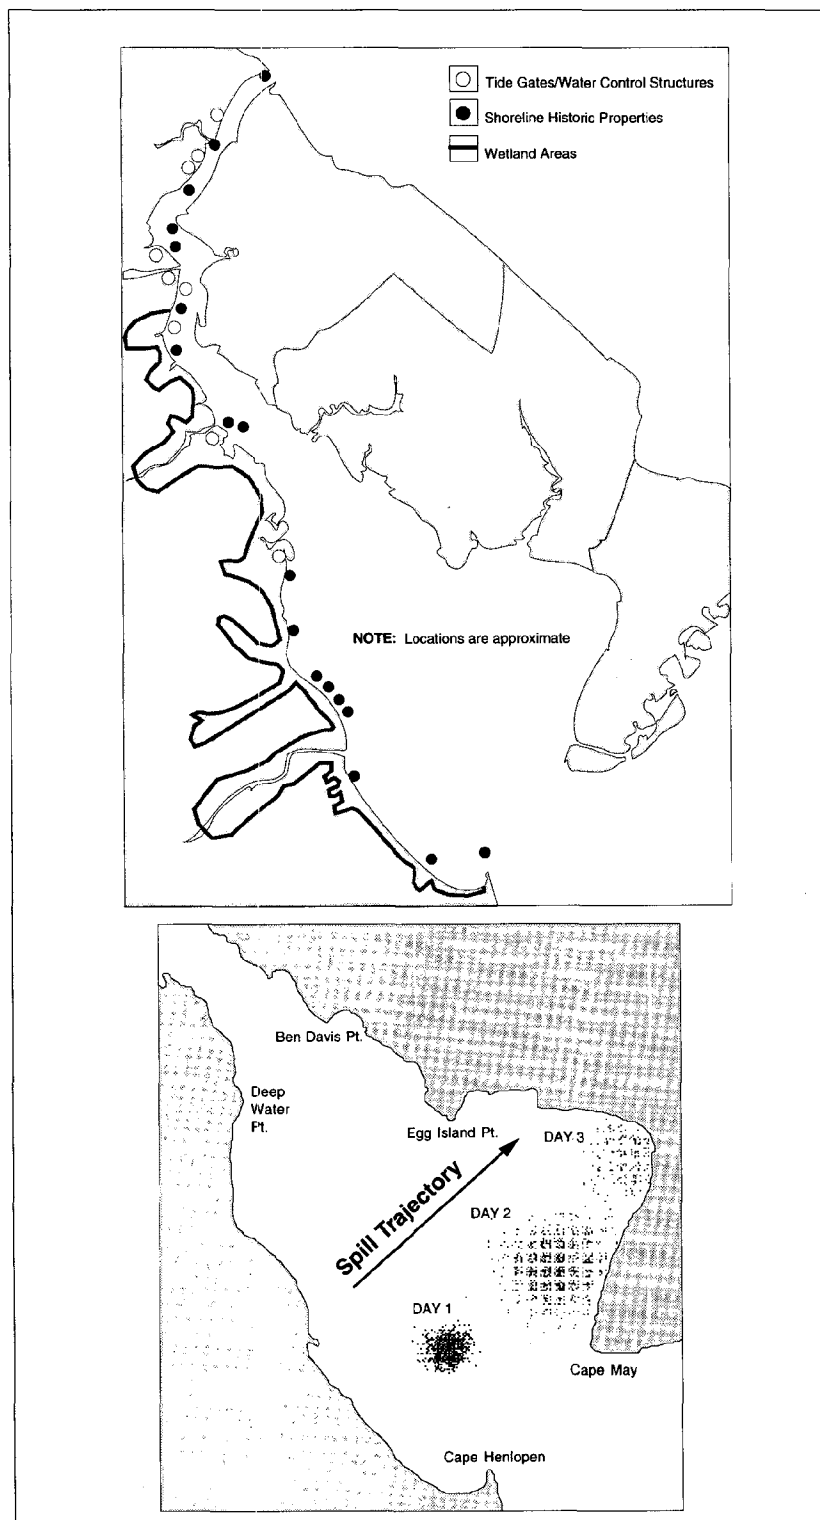 Tide Gates/Water Control Structures
Shoreline Historic Properties
Wetland Areas
NOTE: Locations are approximate
Ben Davis Pt.
Deep
Water
Pt.
Egg Island Pt.
DAY 3
Spill Trajectory
DAY 2
DAY 1
Cape May
Cape Henlopen